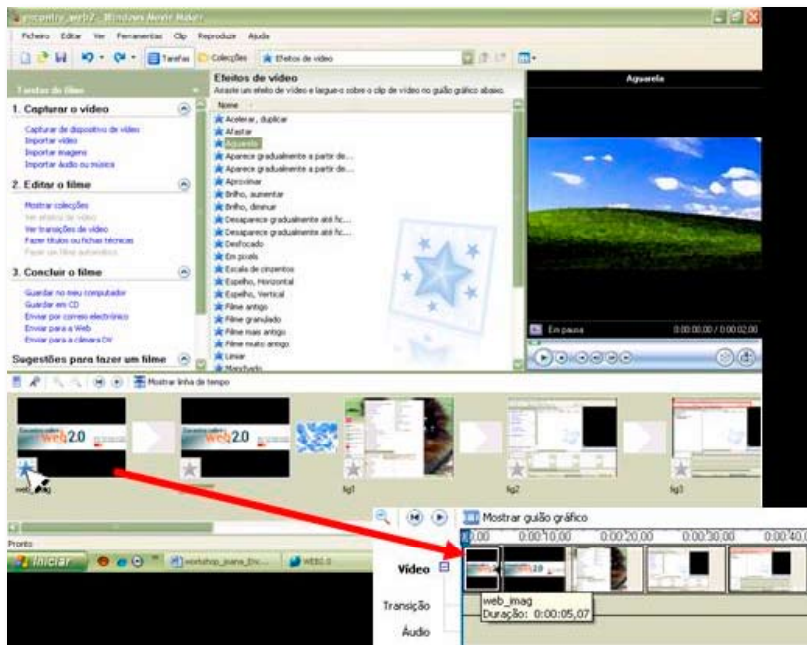 encontro_web2 - Windows Movie Maker
Ficheiro Editar Ver Ferramentas Clip Reproduzir Ajuda
Tarefas Colecções Efeitos de vídeo
Tarefas do filme
1. Capturar o vídeo
Capturar de dispositivo de vídeo
Importar vídeo
Importar imagens
Importar áudio ou música
2. Editar o filme
Mostrar colecções
Ver efeitos de vídeo
Ver transições de vídeo
Fazer títulos ou fichas técnicas
Fazer um filme automático
3. Concluir o filme
Guardar no meu computador
Guardar em CD
Enviar por correio electrónico
Enviar para a Web
Enviar para a câmara DV
Sugestões para fazer um filme
Efeitos de vídeo
Arraste um efeito de vídeo e largue-o sobre o clip de vídeo no guião gráfico abaixo.
Nome
Acelerar, duplicar
Afastar
Aguarela
Aparece gradualmente a partir de...
Aparece gradualmente a partir de...
Aproximar
Brilho, aumentar
Brilho, diminuir
Desaparece gradualmente até fic...
Desaparece gradualmente até fic...
Desfocado
Em pixels
Escala de cinzentos
Espelho, Horizontal
Espelho, Vertical
Filme antigo
Filme granulado
Filme mais antigo
Filme muito antigo
Limiar
Aguarela
Em pausa 0:00:00,00 / 0:00:02,00
Mostrar linha de tempo
web 2.0
web 2.0
web_imag
fig1
fig2
fig3
Pronto
Iniciar
WEB2.0
Mostrar guião gráfico
0:00:10,00 0:00:20,00 0:00:30,00 0:00:40,0
Vídeo
web_imag
Duração: 0:00:05,07
Transição
Áudio